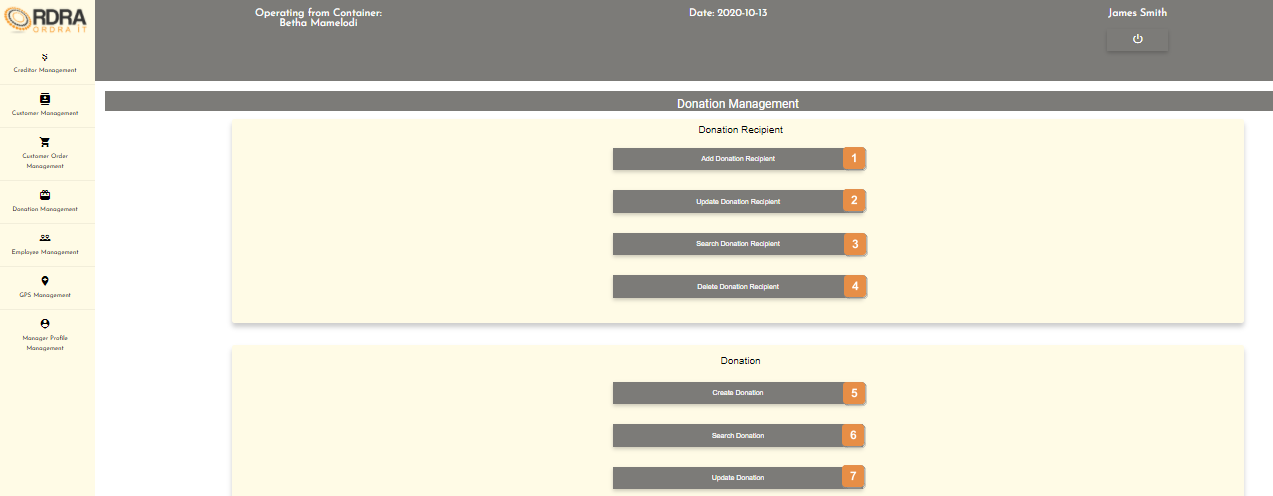 RDRA
ORDRA IT
Operating from Container:
Betha Mamelodi
Date: 2020-10-13
James Smith
Creditor Management
Customer Management
Customer Order
Management
Donation Management
Employee Management
GPS Management
Manager Profile
Management
Donation Management
Donation Recipient
Add Donation Recipient 1
Update Donation Recipient 2
Search Donation Recipient 3
Delete Donation Recipient 4
Donation
Create Donation 5
Search Donation 6
Update Donation 7